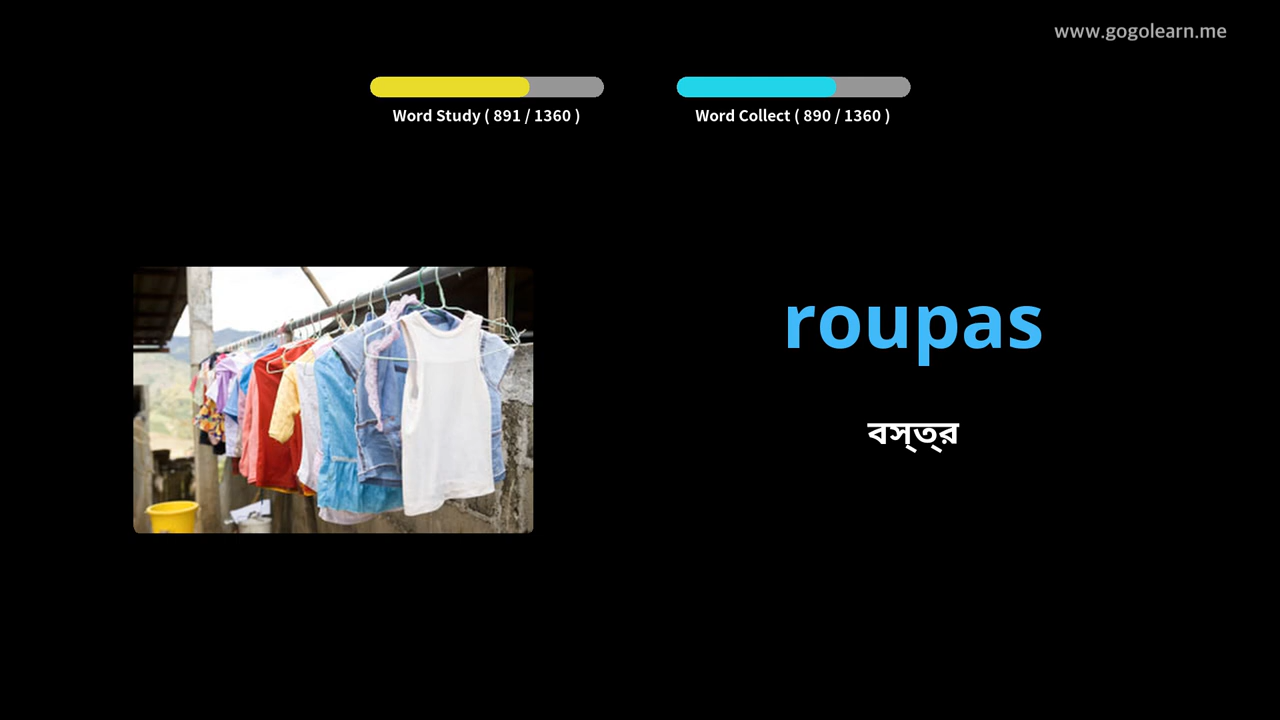 www.gogolearn.me
Word Study ( 891 / 1360 )
Word Collect ( 890 / 1360 )
roupas
বস্ত্র